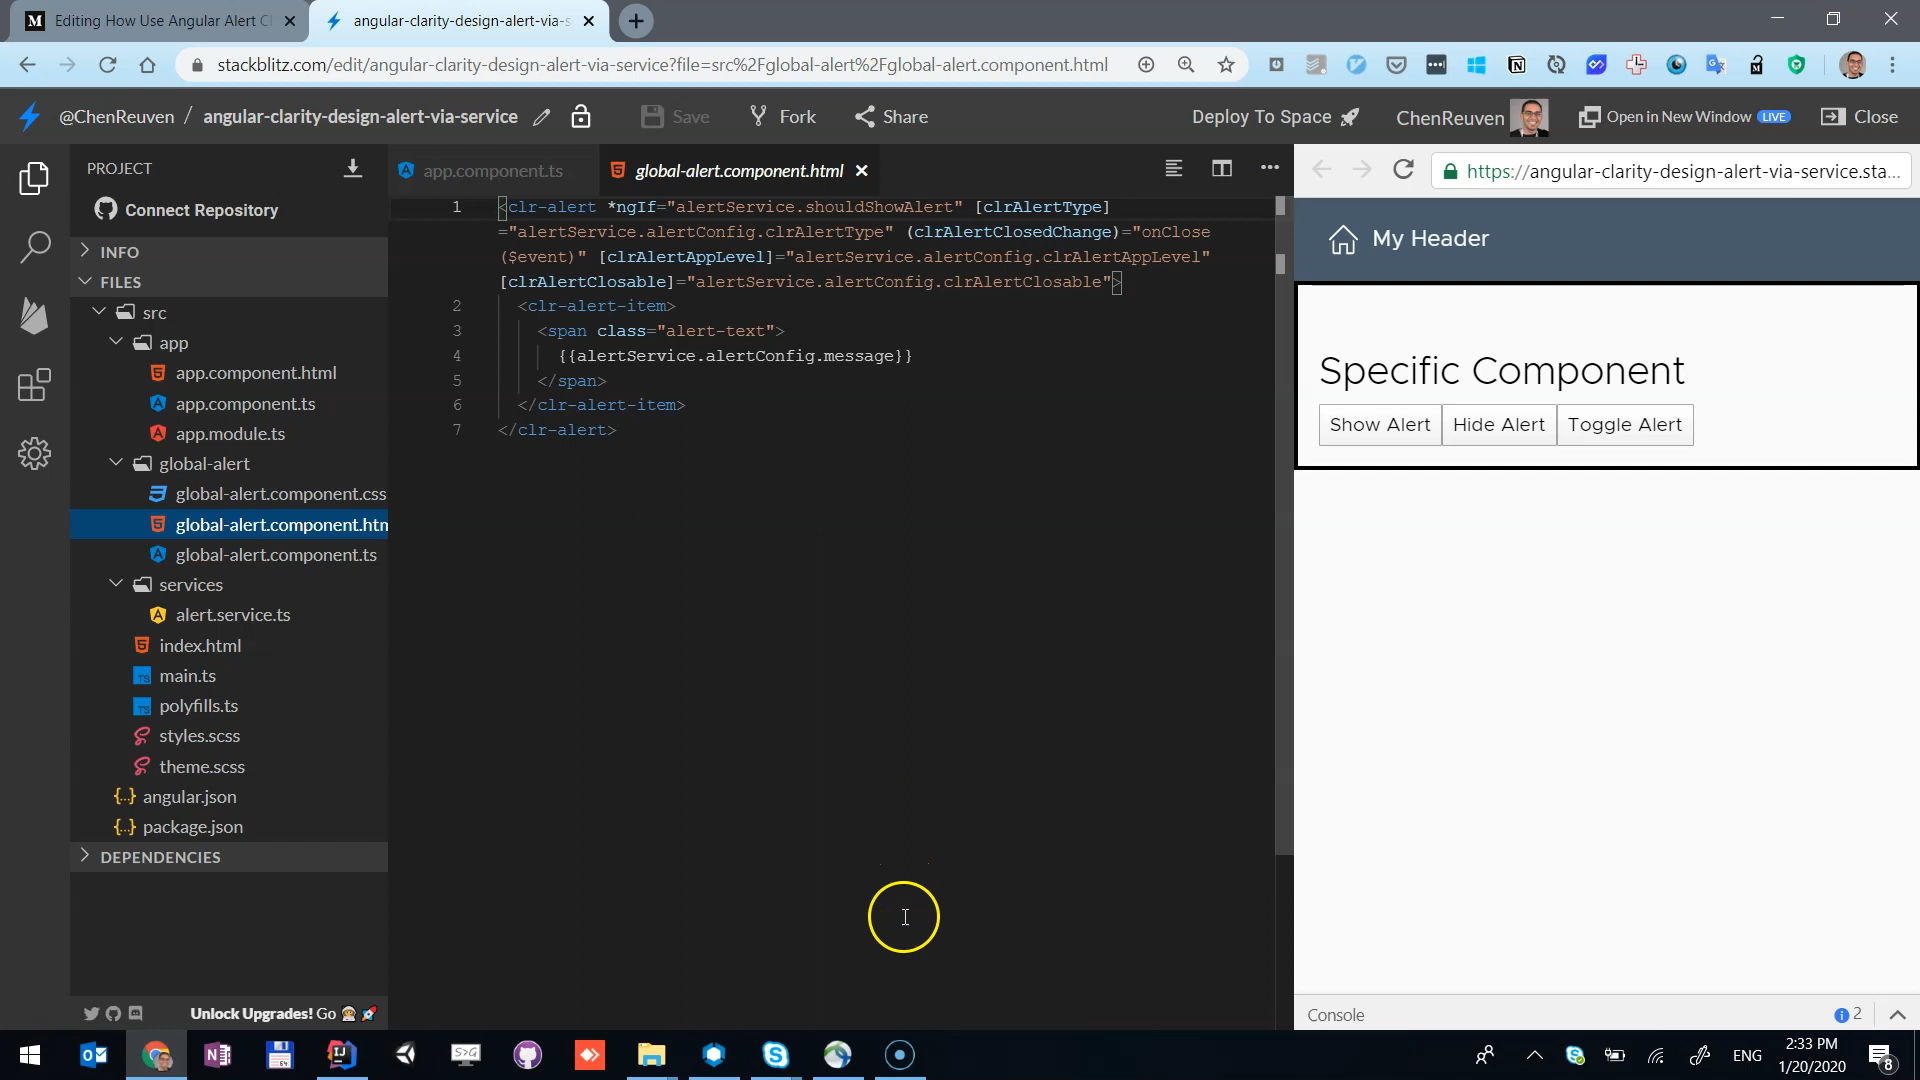 Editing How Use Angular Alert C
angular-clarity-design-alert-via-s
stackblitz.com/edit/angular-clarity-design-alert-via-service?file=src%2Fglobal-alert%2Fglobal-alert.component.html
@ChenReuven / angular-clarity-design-alert-via-service
Save
Fork
Share
Deploy To Space
ChenReuven
Open in New Window LIVE
Close
PROJECT
Connect Repository
INFO
FILES
src
app
app.component.html
app.component.ts
app.module.ts
global-alert
global-alert.component.css
global-alert.component.htm
global-alert.component.ts
services
alert.service.ts
index.html
main.ts
polyfills.ts
styles.scss
theme.scss
angular.json
package.json
DEPENDENCIES
Unlock Upgrades! Go
app.component.ts
global-alert.component.html
1 <clr-alert *ngIf="alertService.shouldShowAlert" [clrAlertType]
="alertService.alertConfig.clrAlertType" (clrAlertClosedChange)="onClose
($event)" [clrAlertAppLevel]="alertService.alertConfig.clrAlertAppLevel"
[clrAlertClosable]="alertService.alertConfig.clrAlertClosable">
2 <clr-alert-item>
3 <span class="alert-text">
4 {{alertService.alertConfig.message}}
5 </span>
6 </clr-alert-item>
7 </clr-alert>
https://angular-clarity-design-alert-via-service.sta...
My Header
Specific Component
Show Alert
Hide Alert
Toggle Alert
Console
2
ENG
2:33 PM
1/20/2020
8